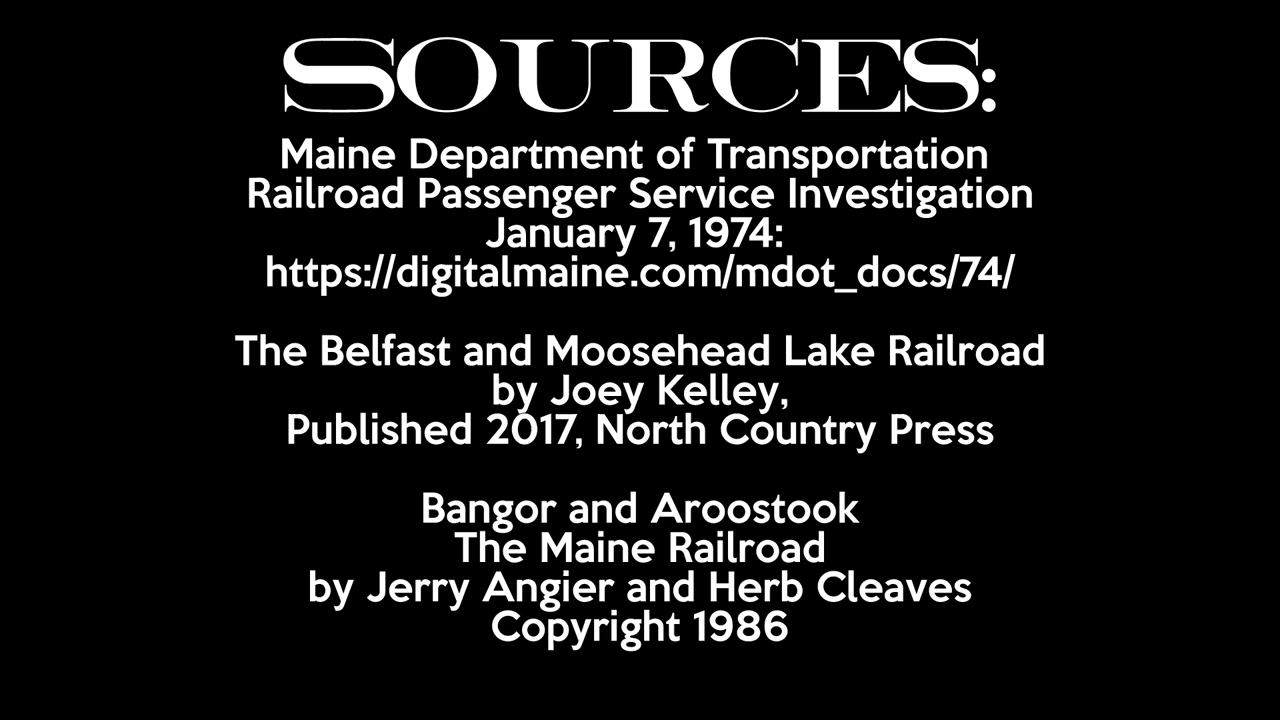 SOURCES:
Maine Department of Transportation
Railroad Passenger Service Investigation
January 7, 1974:
https://digitalmaine.com/mdot_docs/74/
The Belfast and Moosehead Lake Railroad
by Joey Kelley,
Published 2017, North Country Press
Bangor and Aroostook
The Maine Railroad
by Jerry Angier and Herb Cleaves
Copyright 1986